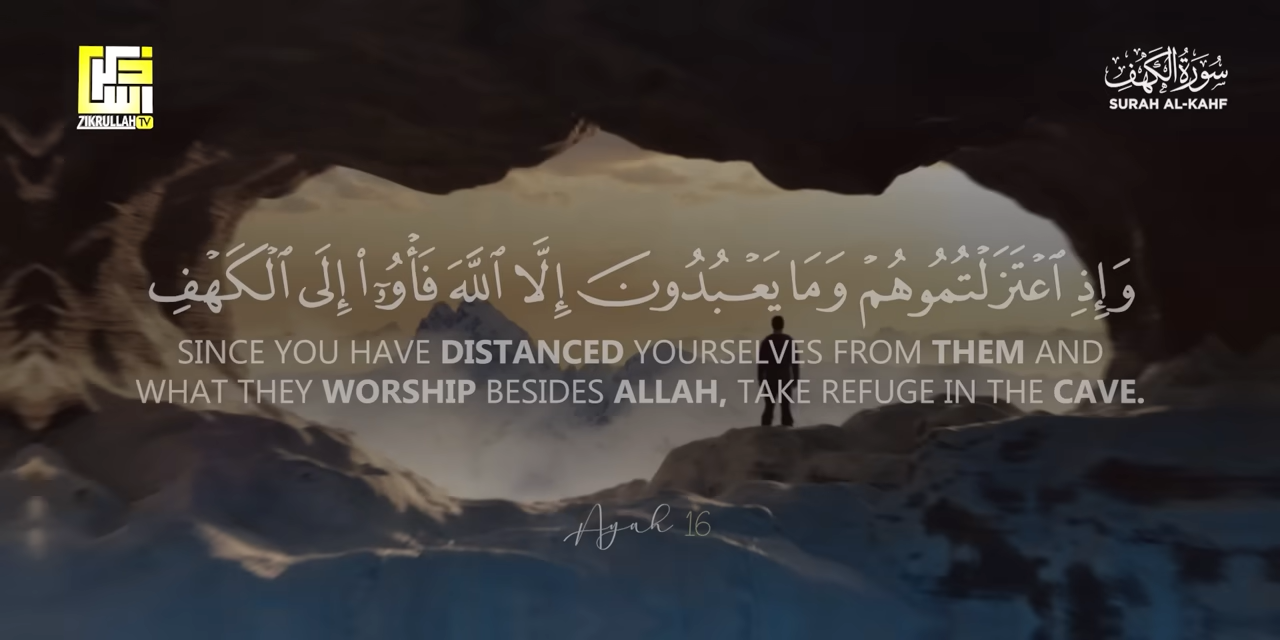 ZIKRULLAH TV
سُورَةُ الْكَهْفِ
SURAH AL-KAHF
وَإِذِ ٱعْتَزَلْتُمُوهُمْ وَمَا يَعْبُدُونَ إِلَّا ٱللَّهَ فَأْوُۥٓا۟ إِلَى ٱلْكَهْفِ
SINCE YOU HAVE DISTANCED YOURSELVES FROM THEM AND
WHAT THEY WORSHIP BESIDES ALLAH, TAKE REFUGE IN THE CAVE.
Ayah 16